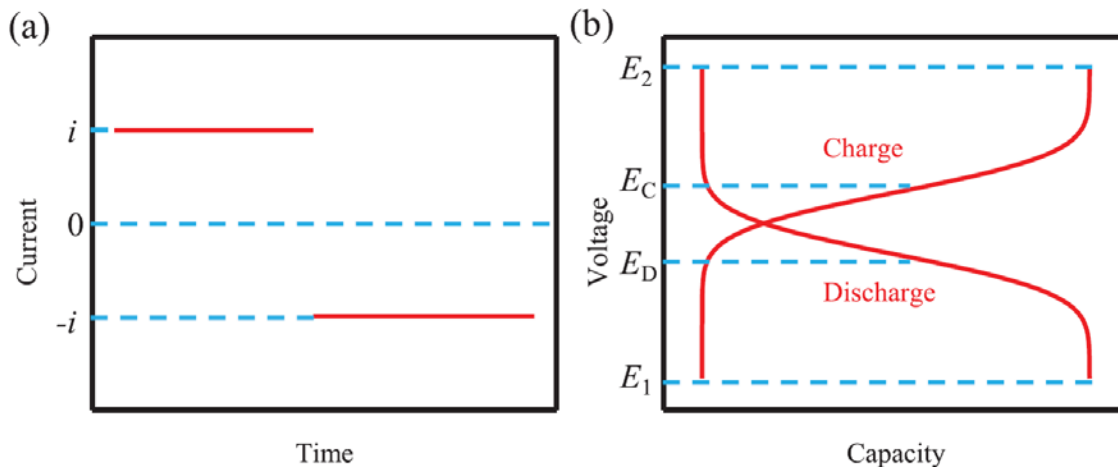 (a)
Current
i
0
-i
Time
(b)
Voltage
E2
EC
ED
E1
Charge
Discharge
Capacity